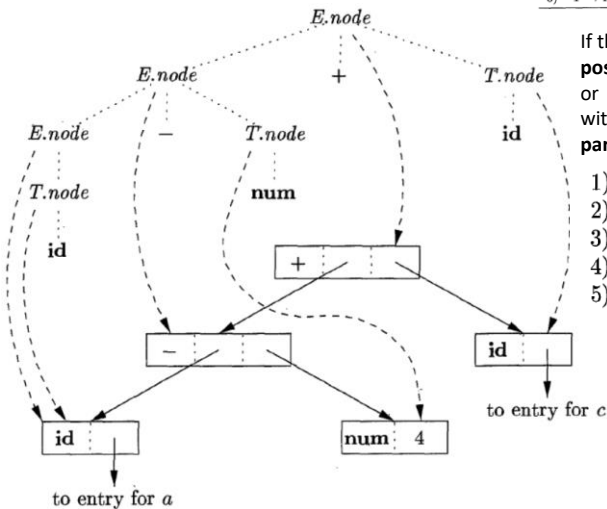 E.node
E.node + T.node
E.node − T.node id
T.node num
id
+
− id
to entry for c
id num 4
to entry for a
If th
pos
or
wit
par
1)
2)
3)
4)
5)